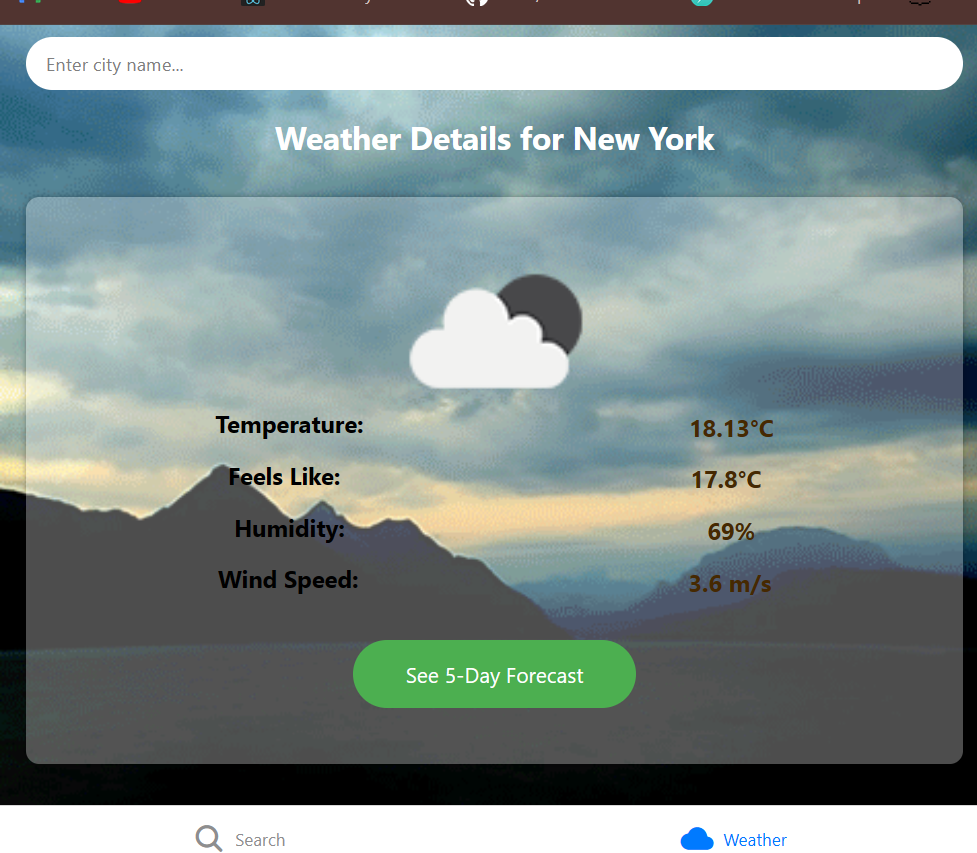 Enter city name...
Weather Details for New York
Temperature: 18.13°C
Feels Like: 17.8°C
Humidity: 69%
Wind Speed: 3.6 m/s
See 5-Day Forecast
Search Weather